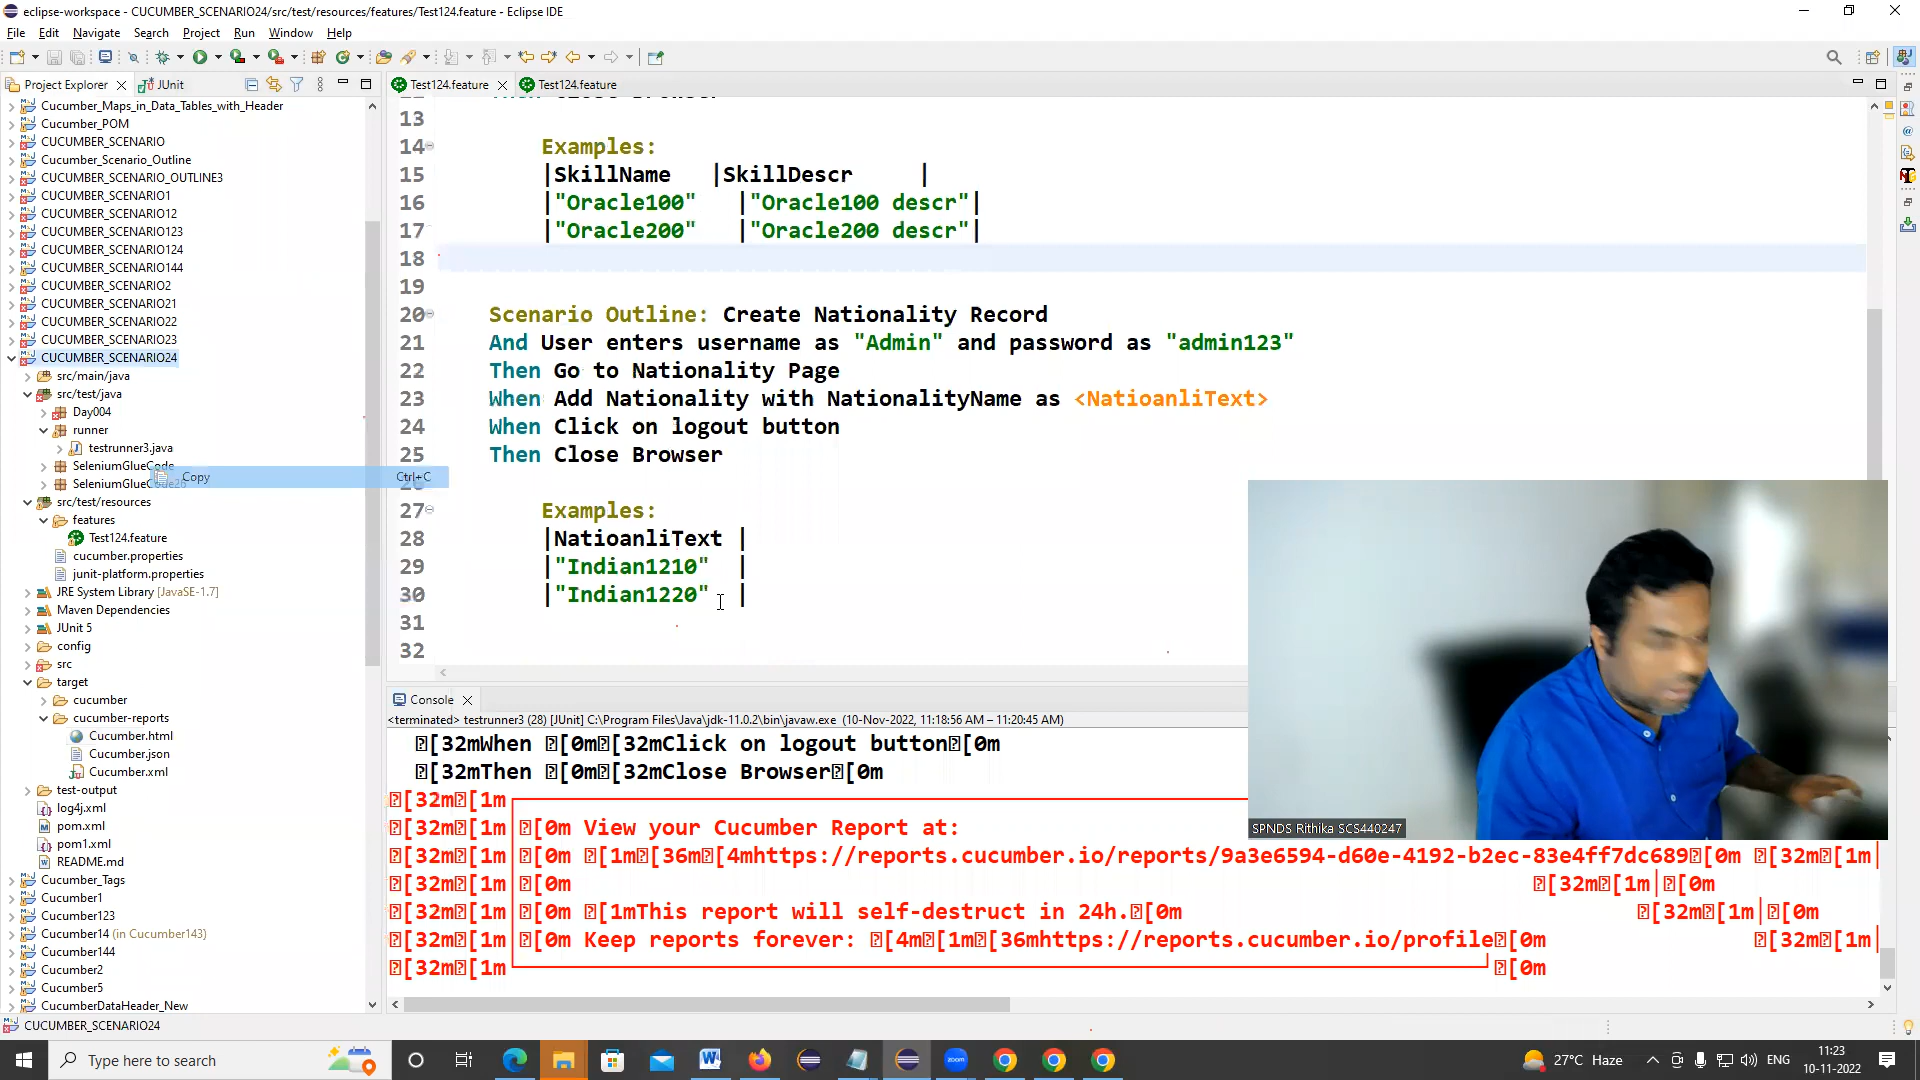 eclipse-workspace - CUCUMBER_SCENARIO24/src/test/resources/features/Test124.feature - Eclipse IDE
File Edit Navigate Search Project Run Window Help
Project Explorer JUnit
Test124.feature Test124.feature
Cucumber_Maps_in_Data_Tables_with_Header
Cucumber_POM
CUCUMBER_SCENARIO
Cucumber_Scenario_Outline
CUCUMBER_SCENARIO_OUTLINE3
CUCUMBER_SCENARIO1
CUCUMBER_SCENARIO12
CUCUMBER_SCENARIO123
CUCUMBER_SCENARIO124
CUCUMBER_SCENARIO144
CUCUMBER_SCENARIO2
CUCUMBER_SCENARIO21
CUCUMBER_SCENARIO22
CUCUMBER_SCENARIO23
CUCUMBER_SCENARIO24
src/main/java
src/test/java
Day004
runner
testrunner3.java
SeleniumGlueCode
Copy Ctrl+C
src/test/resources
features
Test124.feature
cucumber.properties
junit-platform.properties
JRE System Library [JavaSE-1.7]
Maven Dependencies
JUnit 5
config
src
target
cucumber
cucumber-reports
Cucumber.html
Cucumber.json
Cucumber.xml
test-output
log4j.xml
pom.xml
pom1.xml
README.md
Cucumber_Tags
Cucumber1
Cucumber123
Cucumber14 (in Cucumber143)
Cucumber144
Cucumber2
Cucumber5
CucumberDataHeader_New
13
14 Examples:
15 |SkillName |SkillDescr |
16 |"Oracle100" |"Oracle100 descr"|
17 |"Oracle200" |"Oracle200 descr"|
18
19
20 Scenario Outline: Create Nationality Record
21 And User enters username as "Admin" and password as "admin123"
22 Then Go to Nationality Page
23 When Add Nationality with NationalityName as <NatioanliText>
24 When Click on logout button
25 Then Close Browser
27 Examples:
28 |NatioanliText |
29 |"Indian1210" |
30 |"Indian1220" |
31
32
Console
<terminated> testrunner3 (28) [JUnit] C:\Program Files\Java\jdk-11.0.2\bin\javaw.exe (10-Nov-2022, 11:18:56 AM – 11:20:45 AM)
[32mWhen [0m[32mClick on logout button[0m
[32mThen [0m[32mClose Browser[0m
[32m[1m
[32m[1m│[0m View your Cucumber Report at:
[32m[1m│[0m [1m[36m[4mhttps://reports.cucumber.io/reports/9a3e6594-d60e-4192-b2ec-83e4ff7dc689[0m [32m[1m│
[32m[1m│[0m [32m[1m│[0m
[32m[1m│[0m [1mThis report will self-destruct in 24h.[0m [32m[1m│[0m
[32m[1m│[0m Keep reports forever: [4m[1m[36mhttps://reports.cucumber.io/profile[0m [32m[1m│
[32m[1m [0m
SPNDS Rithika SCS440247
CUCUMBER_SCENARIO24
Type here to search
27°C Haze
ENG
11:23
10-11-2022